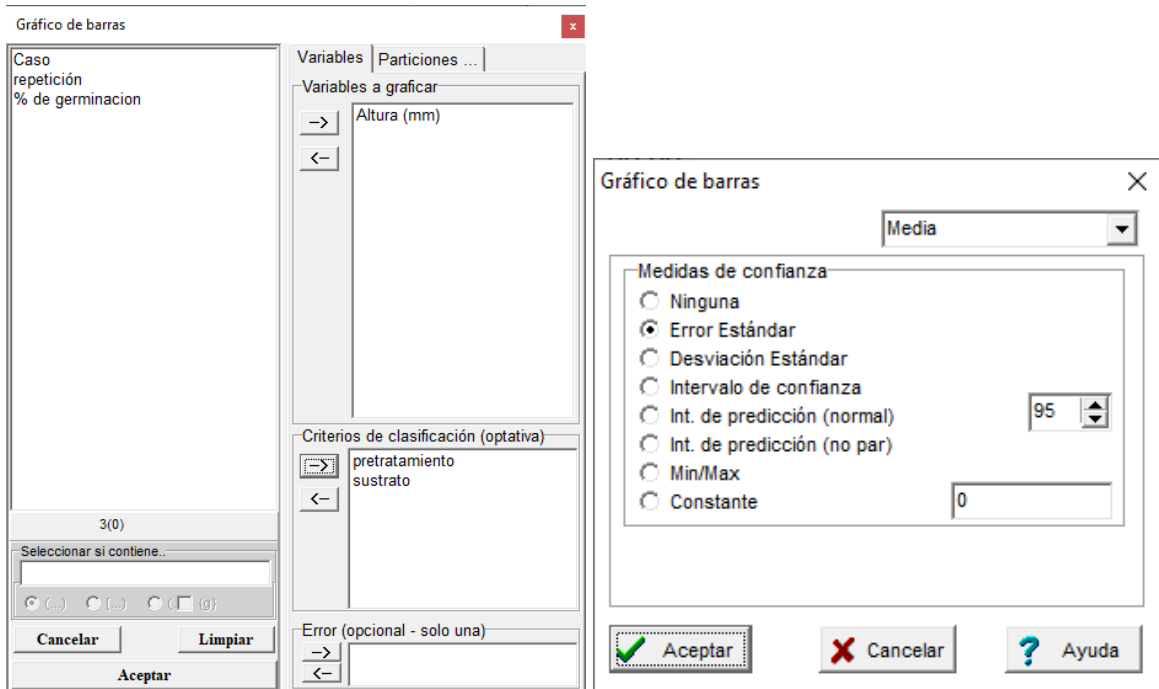 Gráfico de barras
x
Caso
repetición
% de germinacion
3(0)
Seleccionar si contiene..
(...) [...) (. {g}
Cancelar Limpiar
Aceptar
Variables Particiones ...
Variables a graficar
–> Altura (mm)
<–
Criterios de clasificación (optativa)
–> pretratamiento
sustrato
<–
Error (opcional - solo una)
–>
<–
Gráfico de barras
Media
Medidas de confianza
Ninguna
Error Estándar
Desviación Estándar
Intervalo de confianza
Int. de predicción (normal) 95
Int. de predicción (no par)
Min/Max
Constante 0
Aceptar Cancelar ? Ayuda